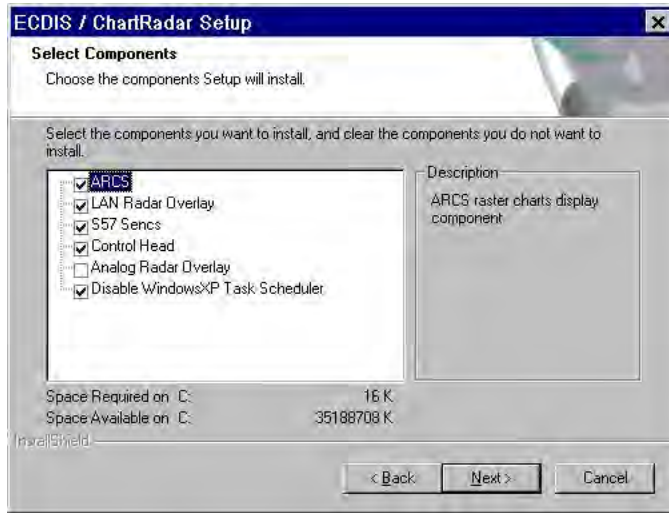 ECDIS / ChartRadar Setup
Select Components
Choose the components Setup will install.
Select the components you want to install, and clear the components you do not want to
install.
ARCS
LAN Radar Overlay
S57 Sencs
Control Head
Analog Radar Overlay
Disable WindowsXP Task Scheduler
Description
ARCS raster charts display
component
Space Required on C: 16 K
Space Available on C: 35188708 K
InstallShield
< Back Next > Cancel